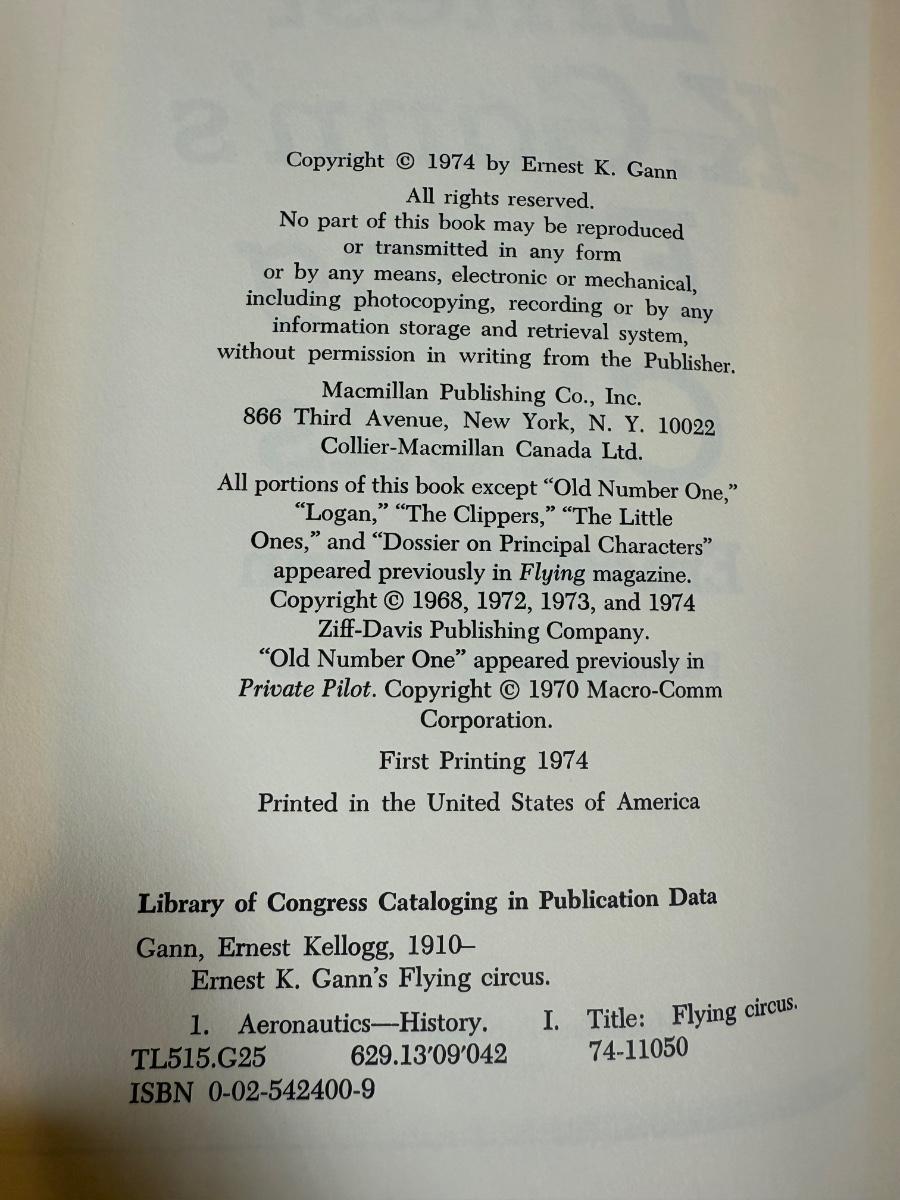 Copyright © 1974 by Ernest K. Gann
All rights reserved.
No part of this book may be reproduced
or transmitted in any form
or by any means, electronic or mechanical,
including photocopying, recording or by any
information storage and retrieval system,
without permission in writing from the Publisher.
Macmillan Publishing Co., Inc.
866 Third Avenue, New York, N. Y. 10022
Collier-Macmillan Canada Ltd.
All portions of this book except “Old Number One,”
“Logan,” “The Clippers,” “The Little
Ones,” and “Dossier on Principal Characters”
appeared previously in Flying magazine.
Copyright © 1968, 1972, 1973, and 1974
Ziff-Davis Publishing Company.
“Old Number One” appeared previously in
Private Pilot. Copyright © 1970 Macro-Comm
Corporation.
First Printing 1974
Printed in the United States of America
Library of Congress Cataloging in Publication Data
Gann, Ernest Kellogg, 1910–
Ernest K. Gann’s Flying circus.
1. Aeronautics—History. I. Title: Flying circus.
TL515.G25 629.13′09′042 74-11050
ISBN 0-02-542400-9